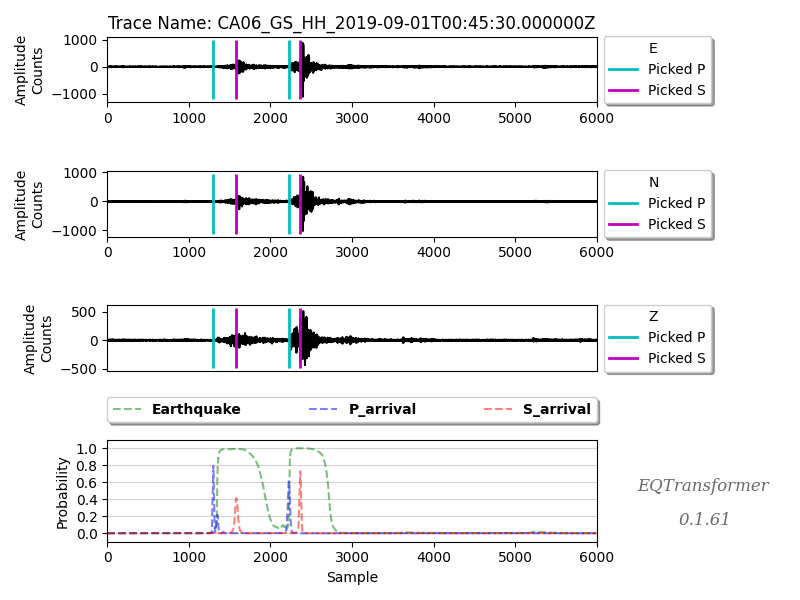 Trace Name: CA06_GS_HH_2019-09-01T00:45:30.000000Z
Amplitude
Counts
1000
0
−1000
0 1000 2000 3000 4000 5000 6000
E
Picked P
Picked S
Amplitude
Counts
1000
0
−1000
0 1000 2000 3000 4000 5000 6000
N
Picked P
Picked S
Amplitude
Counts
500
0
−500
0 1000 2000 3000 4000 5000 6000
Z
Picked P
Picked S
Earthquake P_arrival S_arrival
Probability
1.0
0.8
0.6
0.4
0.2
0.0
0 1000 2000 3000 4000 5000 6000
Sample
EQTransformer
0.1.61